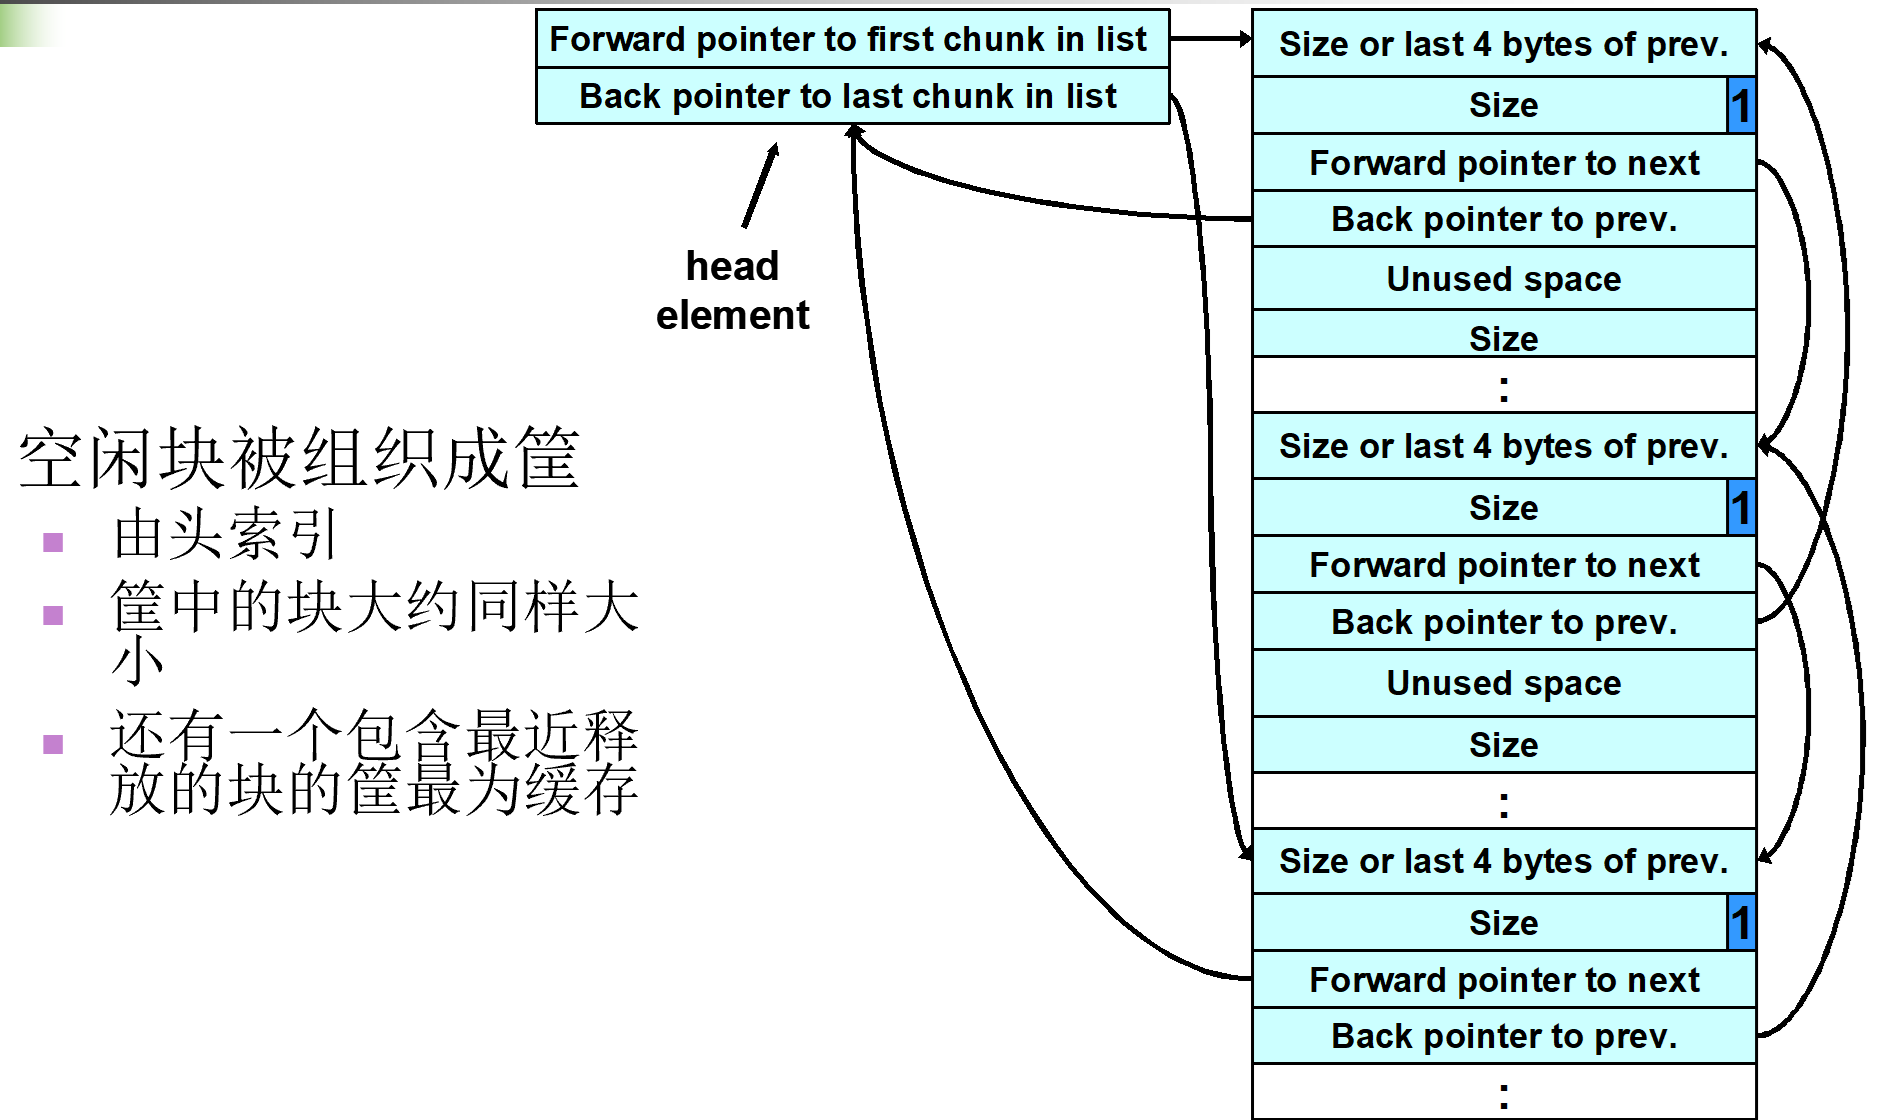 Forward pointer to first chunk in list
Back pointer to last chunk in list
head
element
空闲块被组织成筐
由头索引
筐中的块大约同样大
小
还有一个包含最近释
放的块的筐最为缓存
Size or last 4 bytes of prev.
Size 1
Forward pointer to next
Back pointer to prev.
Unused space
Size
:
Size or last 4 bytes of prev.
Size 1
Forward pointer to next
Back pointer to prev.
Unused space
Size
:
Size or last 4 bytes of prev.
Size 1
Forward pointer to next
Back pointer to prev.
: